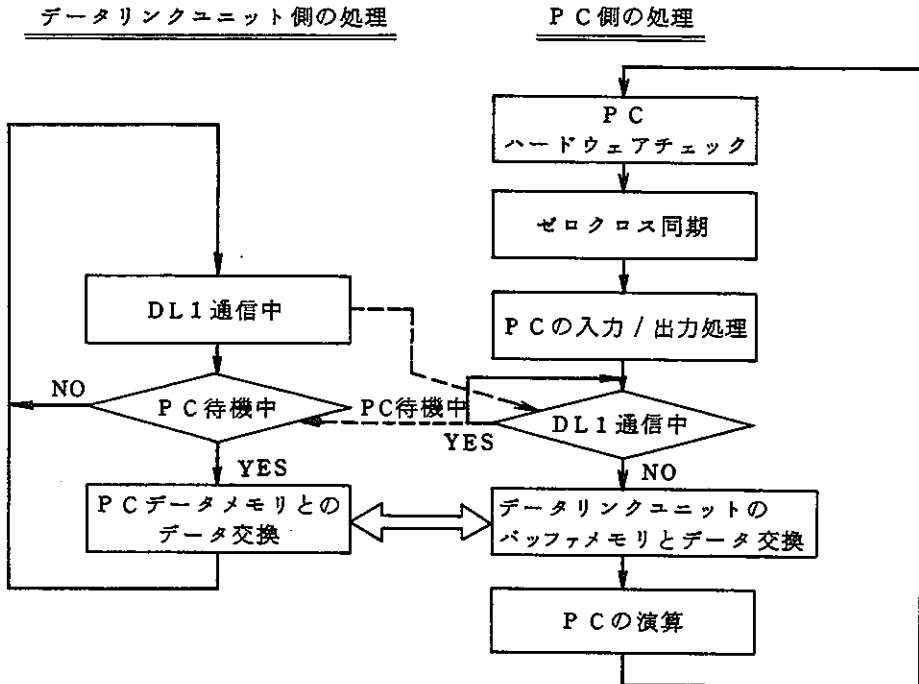 データリンクユニット側の処理
PC側の処理
PC
ハードウェアチェック
ゼロクロス同期
DL1通信中
PCの入力/出力処理
NO
PC待機中
PC待機中
DL1通信中
YES
YES
NO
PCデータメモリとの
データ交換
データリンクユニットの
バッファメモリとデータ交換
PCの演算